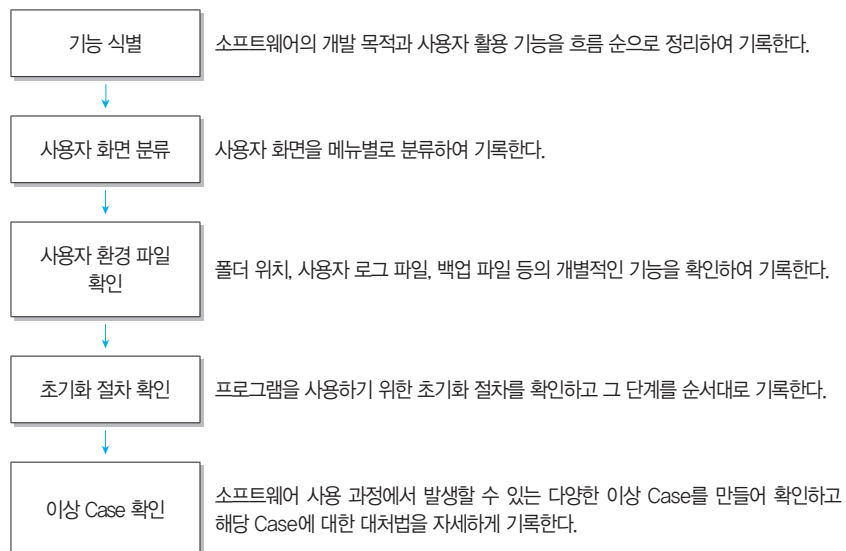 기능 식별
소프트웨어의 개발 목적과 사용자 활용 기능을 흐름 순으로 정리하여 기록한다.
사용자 화면 분류
사용자 화면을 메뉴별로 분류하여 기록한다.
사용자 환경 파일
확인
폴더 위치, 사용자 로그 파일, 백업 파일 등의 개별적인 기능을 확인하여 기록한다.
초기화 절차 확인
프로그램을 사용하기 위한 초기화 절차를 확인하고 그 단계를 순서대로 기록한다.
이상 Case 확인
소프트웨어 사용 과정에서 발생할 수 있는 다양한 이상 Case를 만들어 확인하고
해당 Case에 대한 대처법을 자세하게 기록한다.